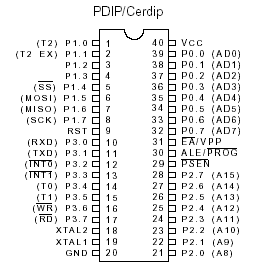 PDIP/Cerdip
(T2) P1.0 1 40 VCC
(T2 EX) P1.1 2 39 P0.0 (AD0)
P1.2 3 38 P0.1 (AD1)
P1.3 4 37 P0.2 (AD2)
(SS) P1.4 5 36 P0.3 (AD3)
(MOSI) P1.5 6 35 P0.4 (AD4)
(MISO) P1.6 7 34 P0.5 (AD5)
(SCK) P1.7 8 33 P0.6 (AD6)
RST 9 32 P0.7 (AD7)
(RXD) P3.0 10 31 EA/VPP
(TXD) P3.1 11 30 ALE/PROG
(INT0) P3.2 12 29 PSEN
(INT1) P3.3 13 28 P2.7 (A15)
(T0) P3.4 14 27 P2.6 (A14)
(T1) P3.5 15 26 P2.5 (A13)
(WR) P3.6 16 25 P2.4 (A12)
(RD) P3.7 17 24 P2.3 (A11)
XTAL2 18 23 P2.2 (A10)
XTAL1 19 22 P2.1 (A9)
GND 20 21 P2.0 (A8)